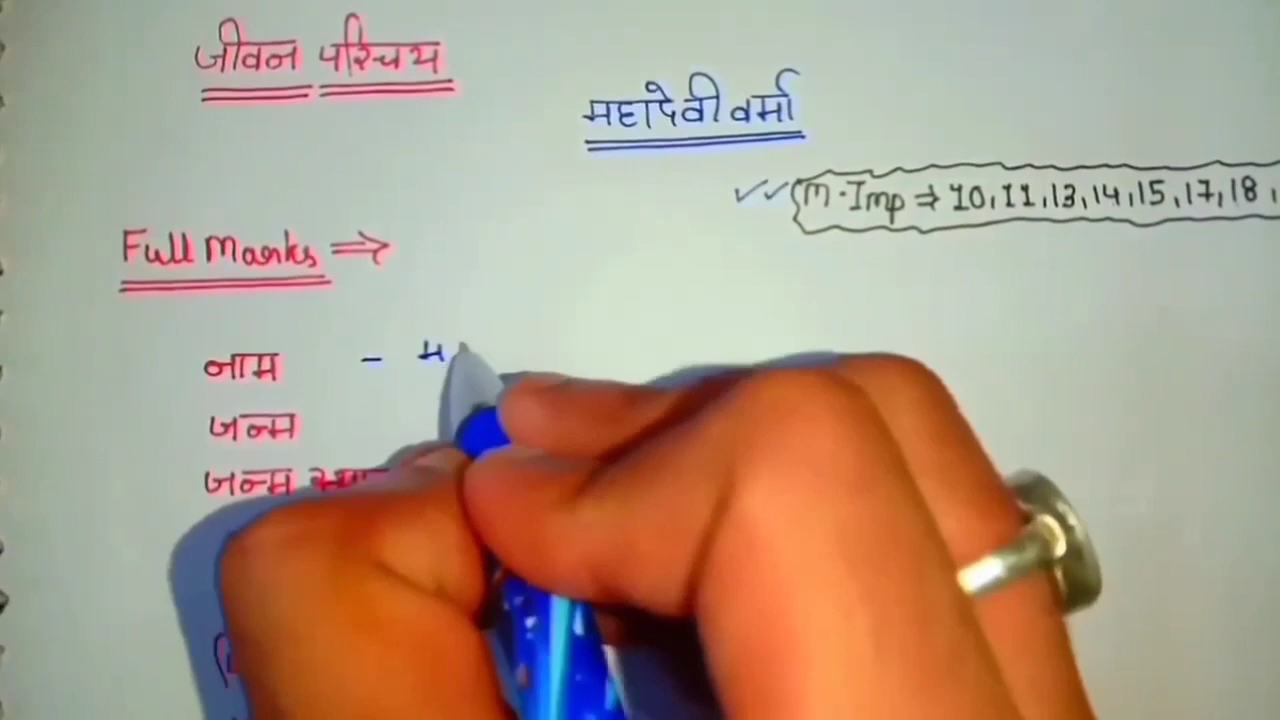 जीवन परिचय
महादेवी वर्मा
M.Imp ⇒ 10,11,13,14,15,17,18,
Full Marks ⇒
नाम - म
जन्म
जन्म